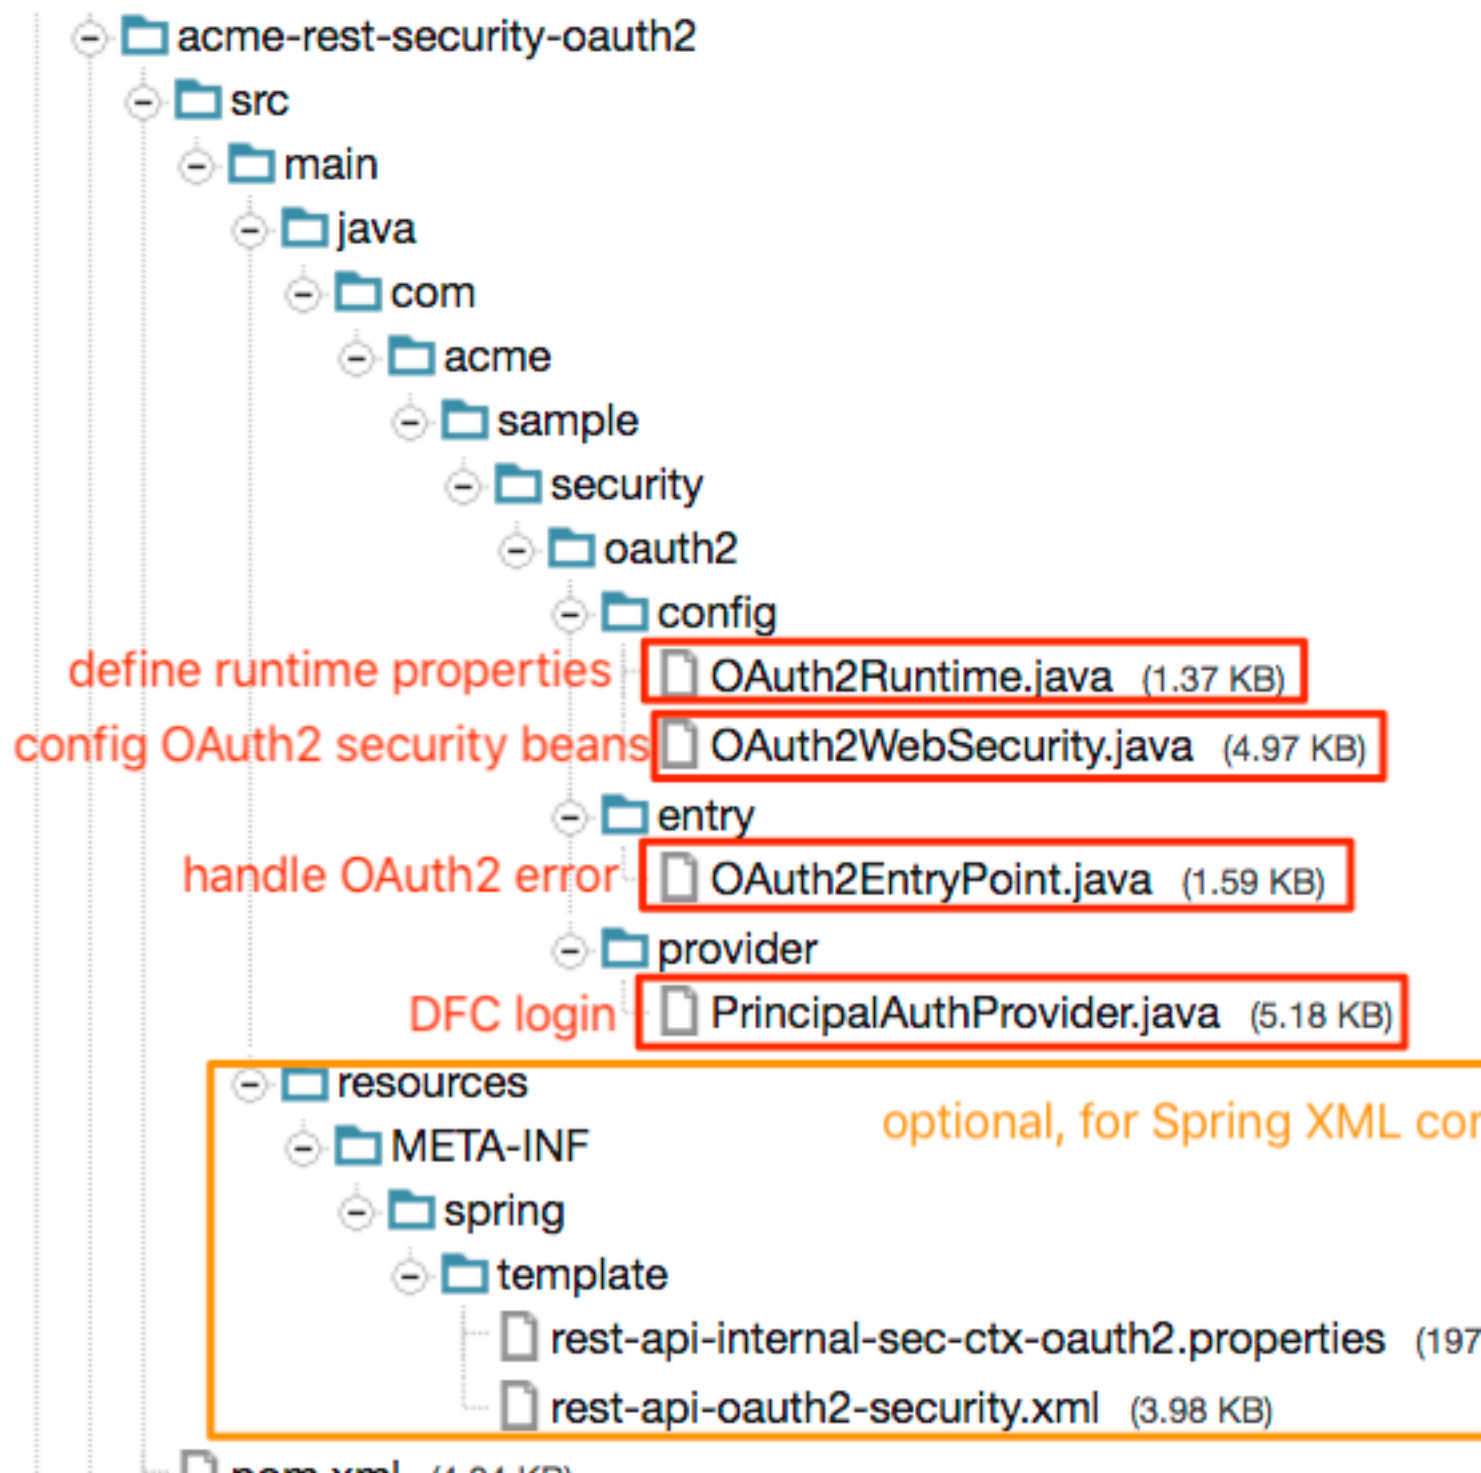 acme-rest-security-oauth2
src
main
java
com
acme
sample
security
oauth2
config
define runtime properties OAuth2Runtime.java (1.37 KB)
config OAuth2 security beans OAuth2WebSecurity.java (4.97 KB)
entry
handle OAuth2 error OAuth2EntryPoint.java (1.59 KB)
provider
DFC login PrincipalAuthProvider.java (5.18 KB)
resources
optional, for Spring XML
META-INF
spring
template
rest-api-internal-sec-ctx-oauth2.properties (197
rest-api-oauth2-security.xml (3.98 KB)
pom.xml